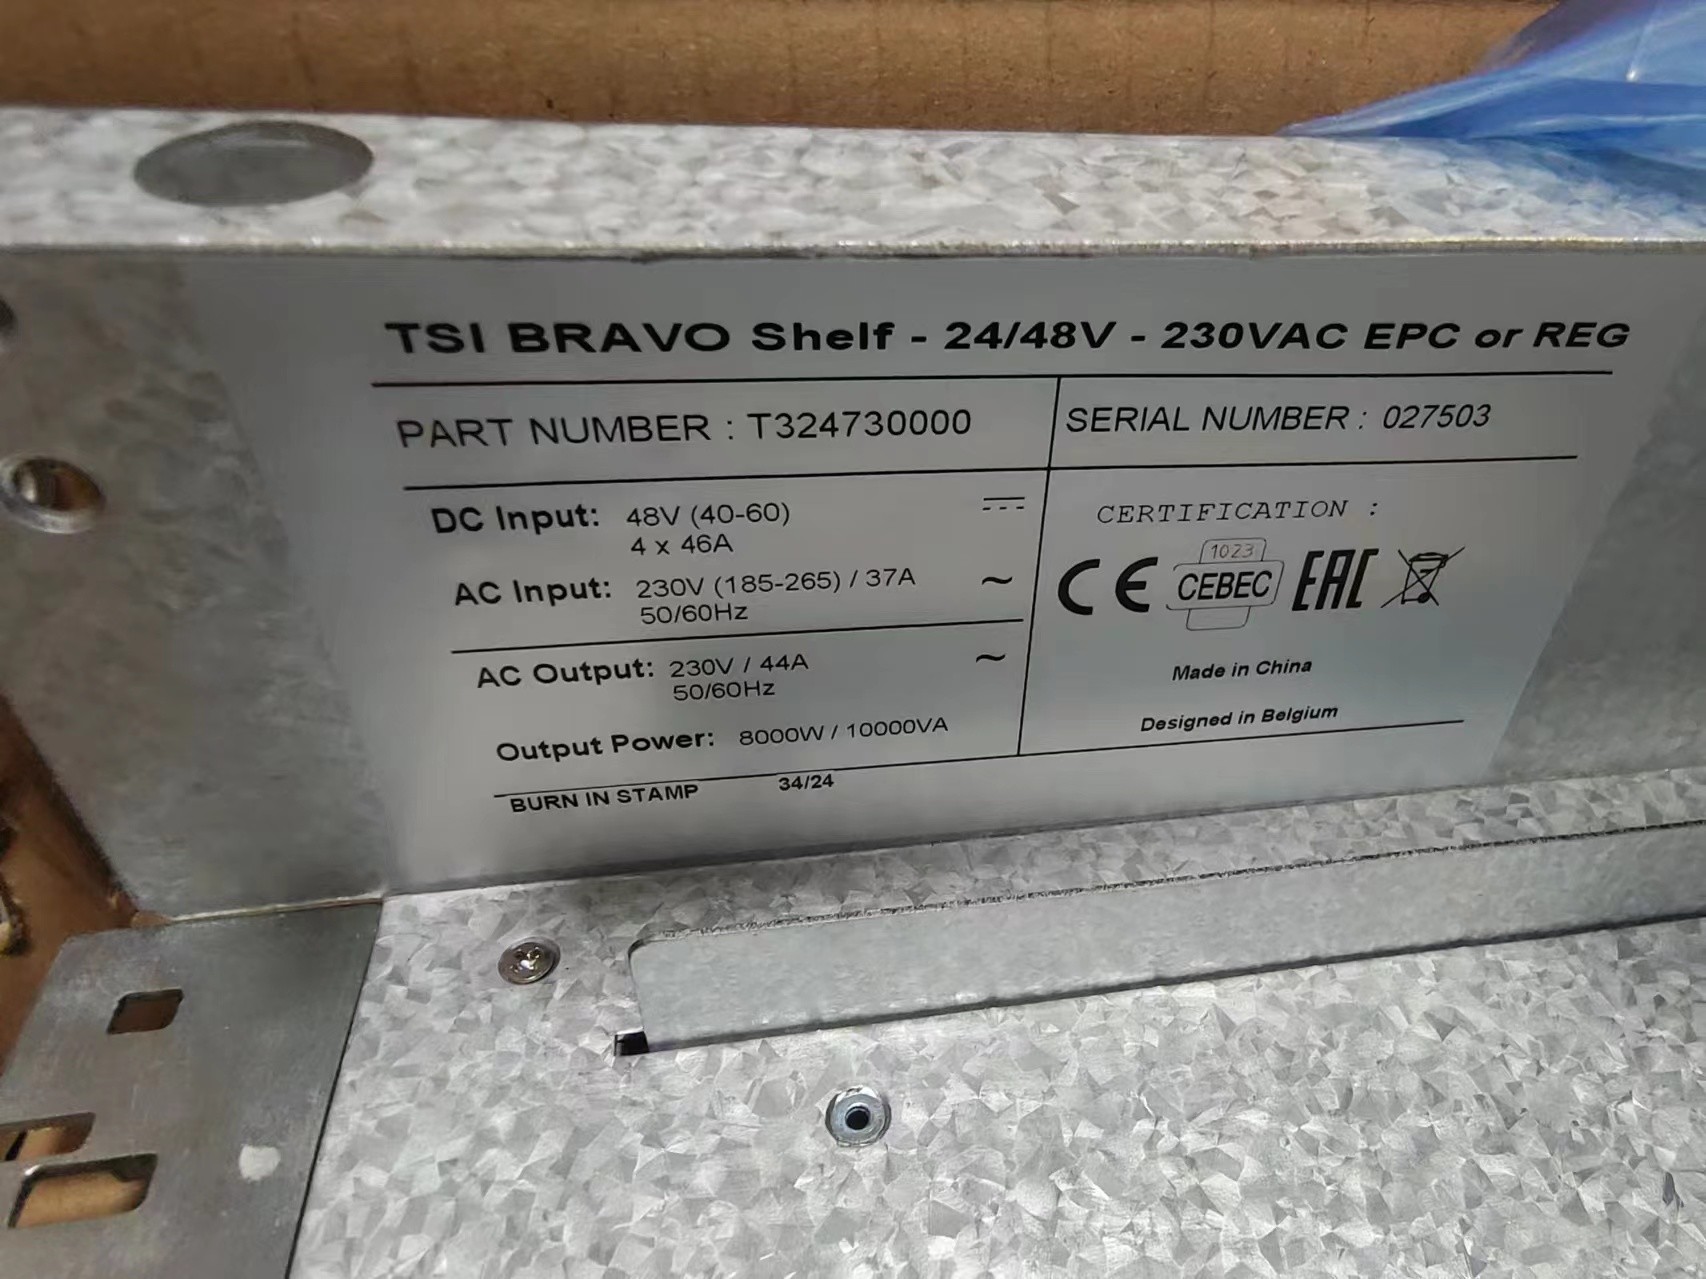 TSI BRAVO Shelf - 24/48V - 230VAC EPC or REG
PART NUMBER : T324730000
SERIAL NUMBER : 027503
DC Input: 48V (40-60)
4 x 46A
AC Input: 230V (185-265) / 37A ~
50/60Hz
AC Output: 230V / 44A ~
50/60Hz
Output Power: 8000W / 10000VA
BURN IN STAMP 34/24
CERTIFICATION :
CE
1023
CEBEC
EAC
Made in China
Designed in Belgium